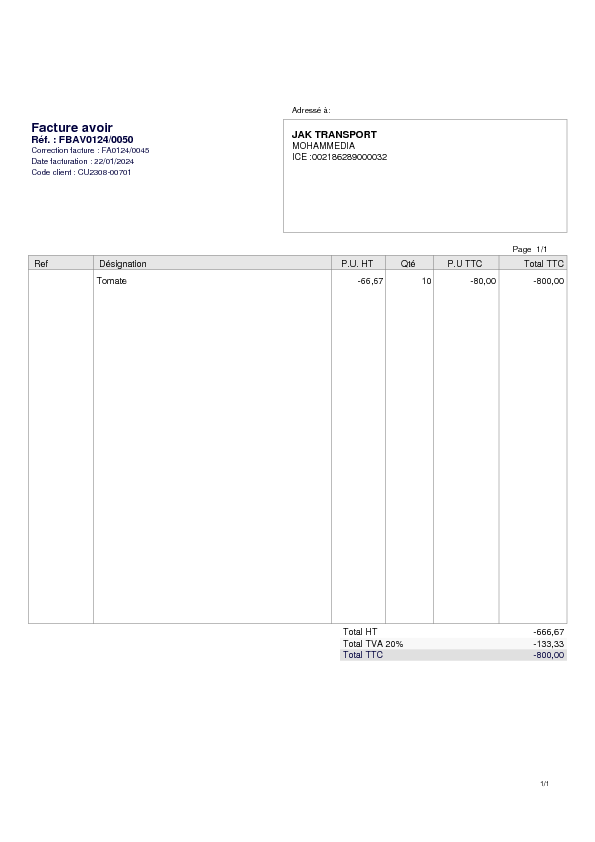 Adressé à:
Facture avoir
Réf. : FBAV0124/0050
Correction facture : FA0124/0045
Date facturation : 22/01/2024
Code client : CU2308-00701
JAK TRANSPORT
MOHAMMEDIA
ICE :002186289000032
Page 1/1
Ref Désignation P.U. HT Qté P.U TTC Total TTC
Tomate -66,67 10 -80,00 -800,00
Total HT -666,67
Total TVA 20% -133,33
Total TTC -800,00
1/1